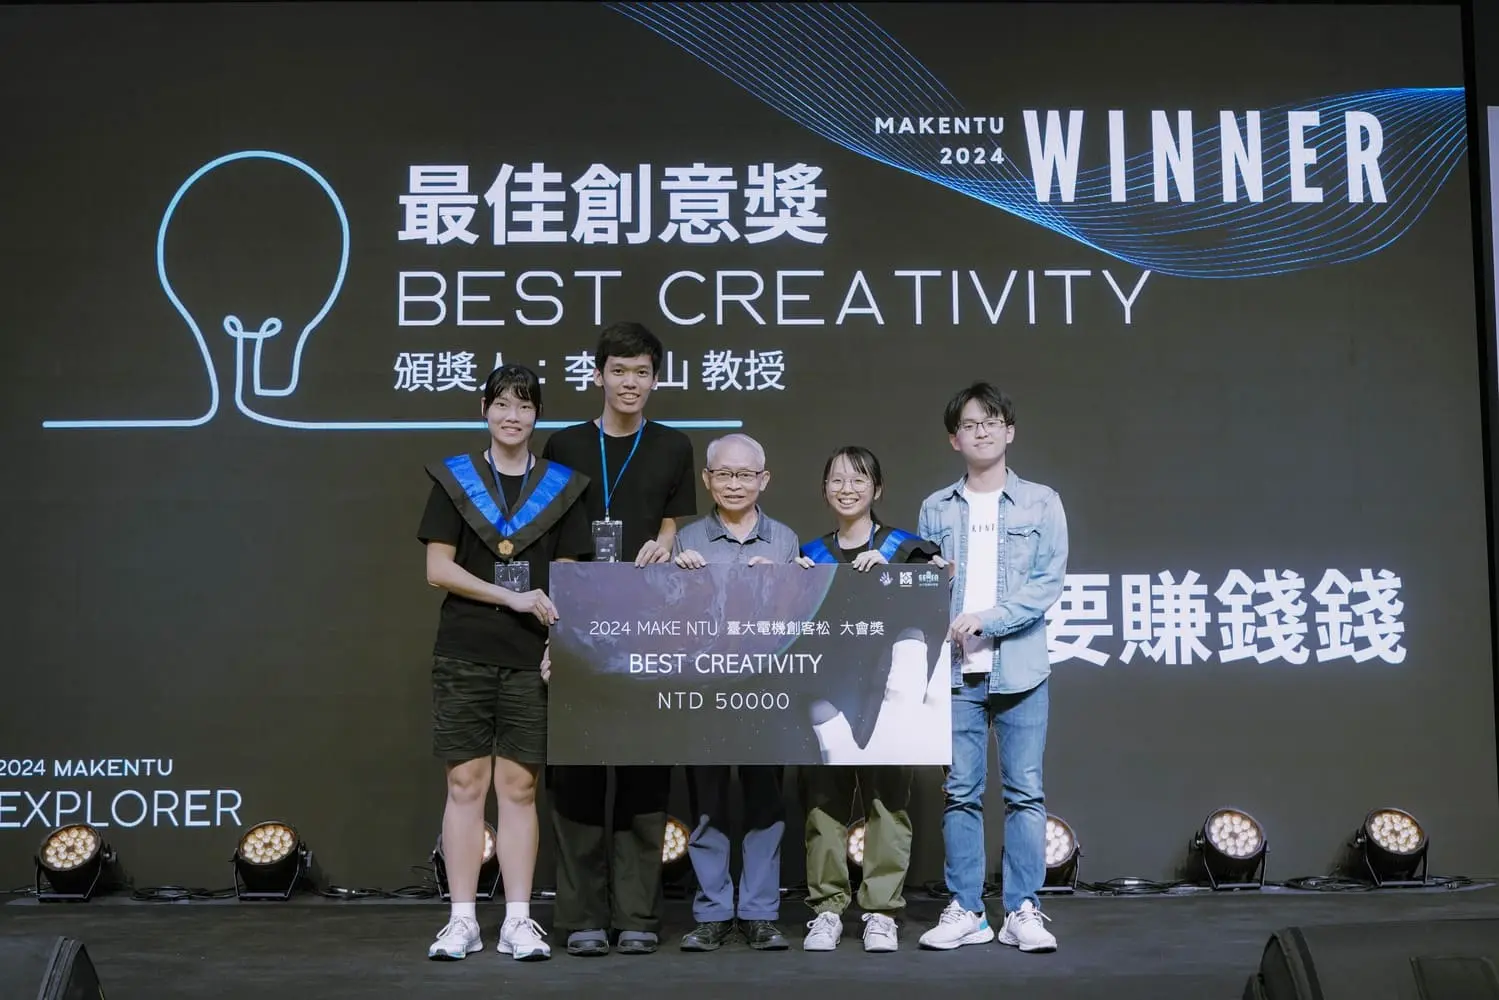 MAKENTU
2024
WINNER
最佳創意獎
BEST CREATIVITY
頒獎人：李 山 教授
要賺錢錢
2024 MAKE NTU 臺大電機創客松 大會獎
BEST CREATIVITY
NTD 50000
2024 MAKENTU
EXPLORER